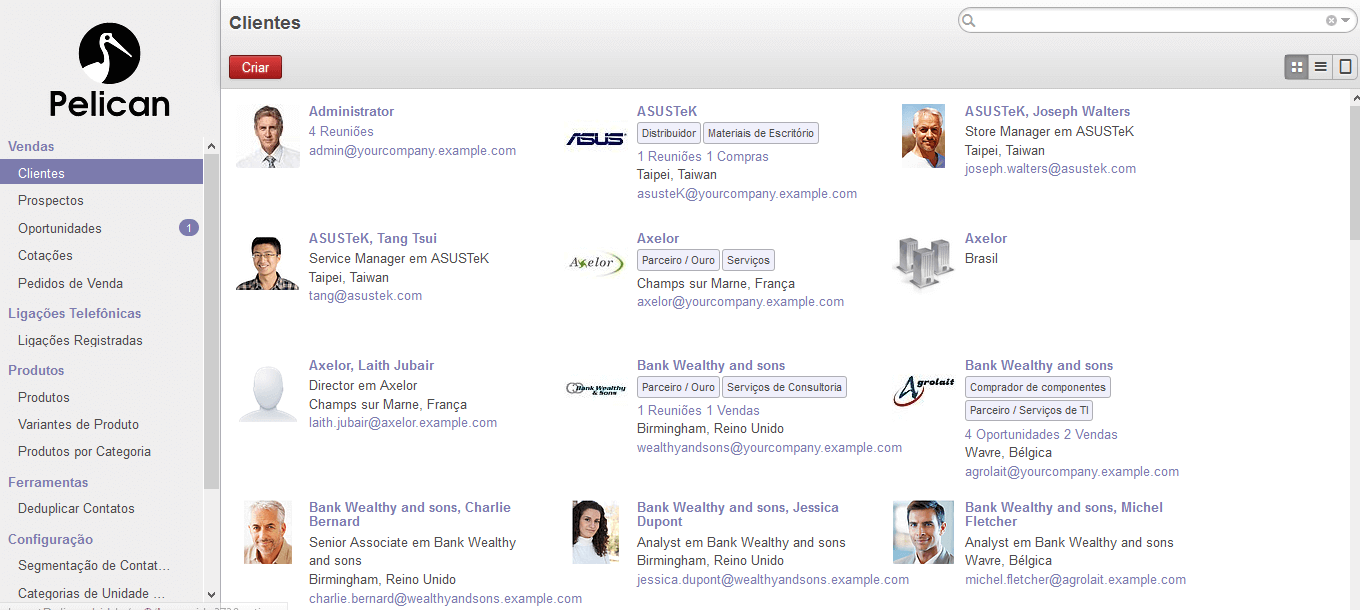 Pelican
Vendas
Clientes
Prospectos
Oportunidades 1
Cotações
Pedidos de Venda
Ligações Telefónicas
Ligações Registradas
Produtos
Produtos
Variantes de Produto
Produtos por Categoria
Ferramentas
Deduplicar Contatos
Configuração
Segmentação de Contat...
Categorias de Unidade ...
Clientes
Criar
Administrator
4 Reuniões
admin@yourcompany.example.com
ASUS
ASUSTeK
Distribuidor Materiais de Escritório
1 Reuniões 1 Compras
Taipei, Taiwan
asusteK@yourcompany.example.com
ASUSTeK, Joseph Walters
Store Manager em ASUSTeK
Taipei, Taiwan
joseph.walters@asustek.com
ASUSTeK, Tang Tsui
Service Manager em ASUSTeK
Taipei, Taiwan
tang@asustek.com
Axelor
Axelor
Parceiro / Ouro Serviços
Champs sur Marne, França
axelor@yourcompany.example.com
Axelor
Brasil
Axelor, Laith Jubair
Director em Axelor
Champs sur Marne, França
laith.jubair@axelor.example.com
Bank Wealthy
& Sons
Bank Wealthy and sons
Parceiro / Ouro Serviços de Consultoria
1 Reuniões 1 Vendas
Birmingham, Reino Unido
wealthyandsons@yourcompany.example.com
Agrolait
Bank Wealthy and sons
Comprador de componentes
Parceiro / Serviços de TI
4 Oportunidades 2 Vendas
Wavre, Bélgica
agrolait@yourcompany.example.com
Bank Wealthy and sons, Charlie
Bernard
Senior Associate em Bank Wealthy
and sons
Birmingham, Reino Unido
charlie.bernard@wealthyandsons.example.com
Bank Wealthy and sons, Jessica
Dupont
Analyst em Bank Wealthy and sons
Birmingham, Reino Unido
jessica.dupont@wealthyandsons.example.com
Bank Wealthy and sons, Michel
Fletcher
Analyst em Bank Wealthy and sons
Wavre, Bélgica
michel.fletcher@agrolait.example.com